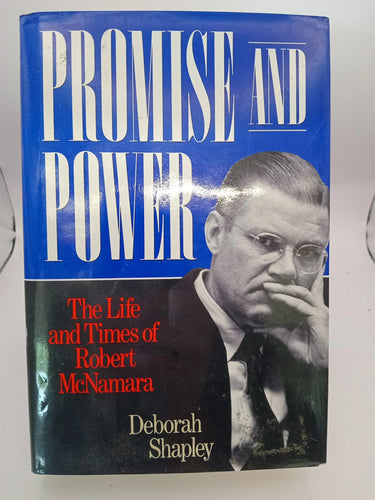 PROMISE
AND
POWER
The Life
and Times of
Robert
McNamara
Deborah
Shapley